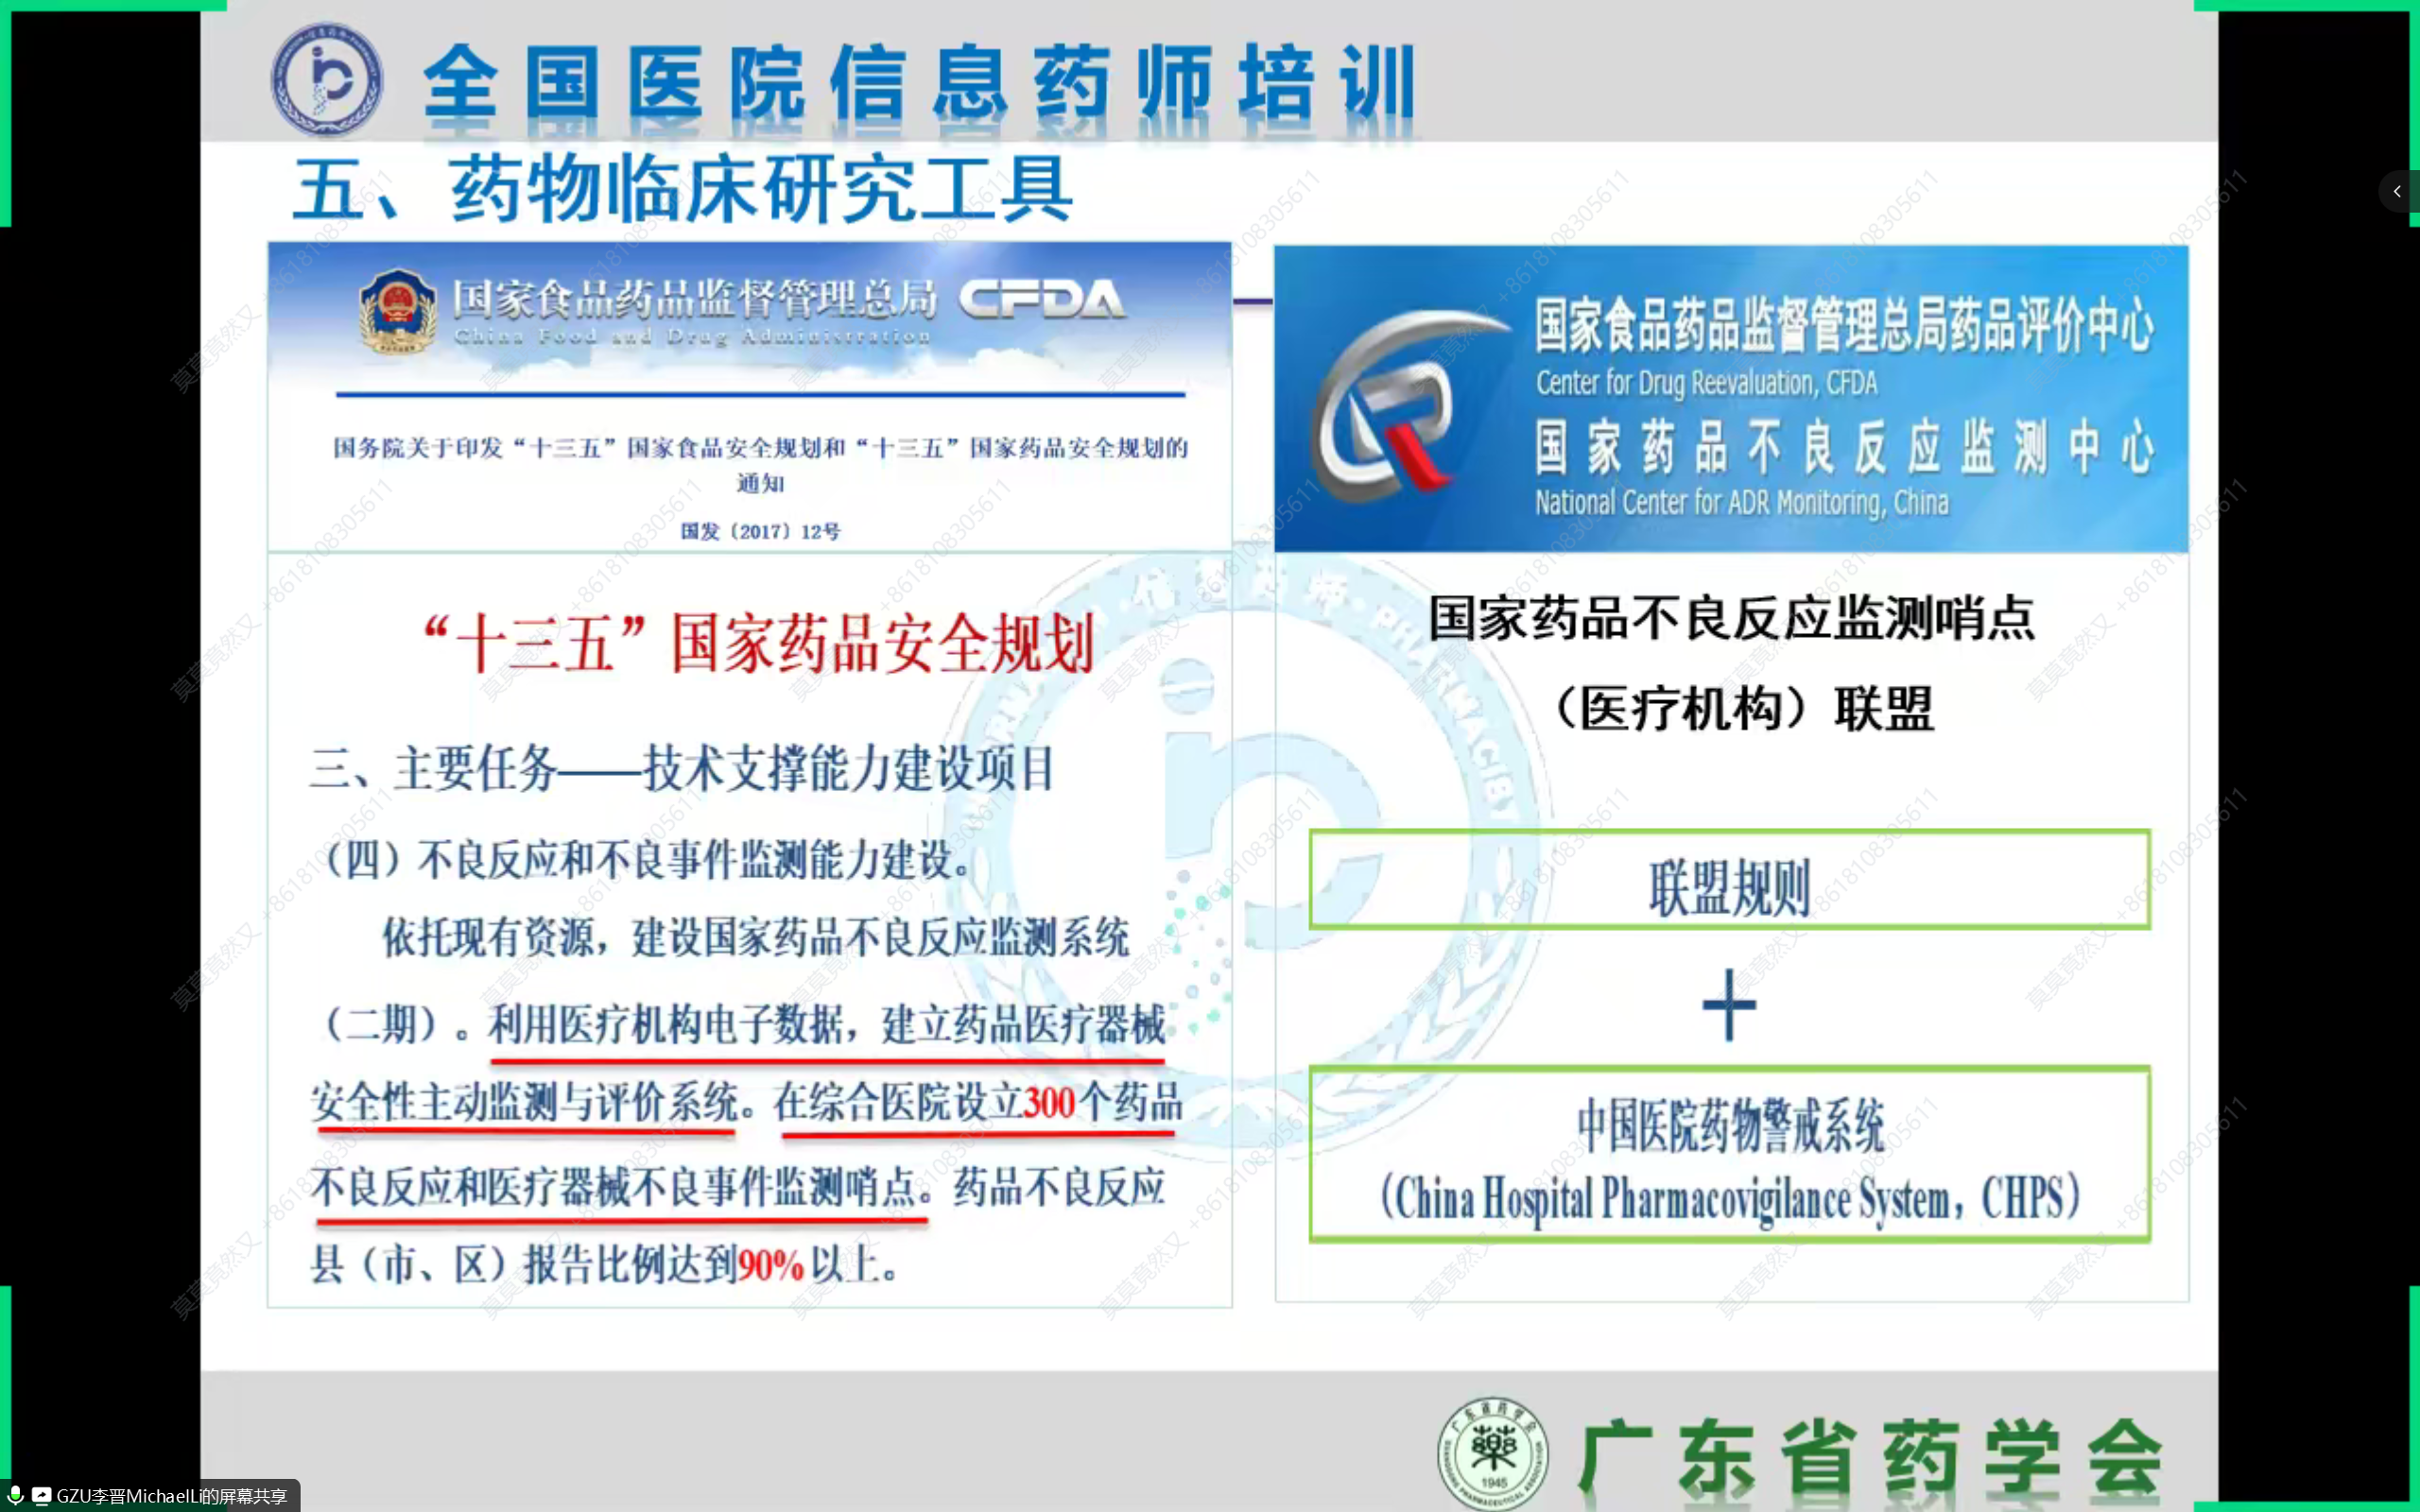 全国医院信息药师培训
五、药物临床研究工具
国家食品药品监督管理总局 CFDA
China Food and Drug Administration
国务院关于印发“十三五”国家食品安全规划和“十三五”国家药品安全规划的
通知
国发〔2017〕12号
“十三五”国家药品安全规划
三、主要任务——技术支撑能力建设项目
（四）不良反应和不良事件监测能力建设。
依托现有资源，建设国家药品不良反应监测系统
（二期）。利用医疗机构电子数据，建立药品医疗器械
安全性主动监测与评价系统。在综合医院设立300个药品
不良反应和医疗器械不良事件监测哨点。药品不良反应
县（市、区）报告比例达到90%以上。
国家食品药品监督管理总局药品评价中心
Center for Drug Reevaluation, CFDA
国家药品不良反应监测中心
National Center for ADR Monitoring, China
国家药品不良反应监测哨点
（医疗机构）联盟
联盟规则
+
中国医院药物警戒系统
（China Hospital Pharmacovigilance System，CHPS）
广东省药学会
1945
广东省药学会
GZU李晋MichaelLi的屏幕共享